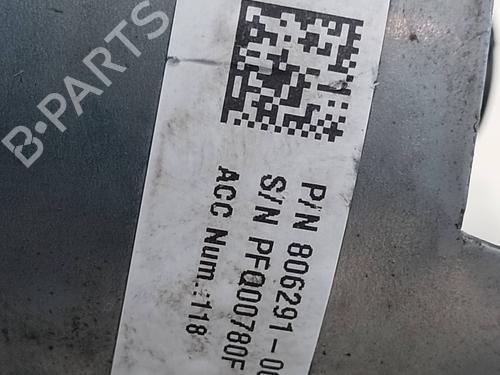 B-PARTS
P/N 806291-00
S/N PFQ00780F
ACC Num.:118